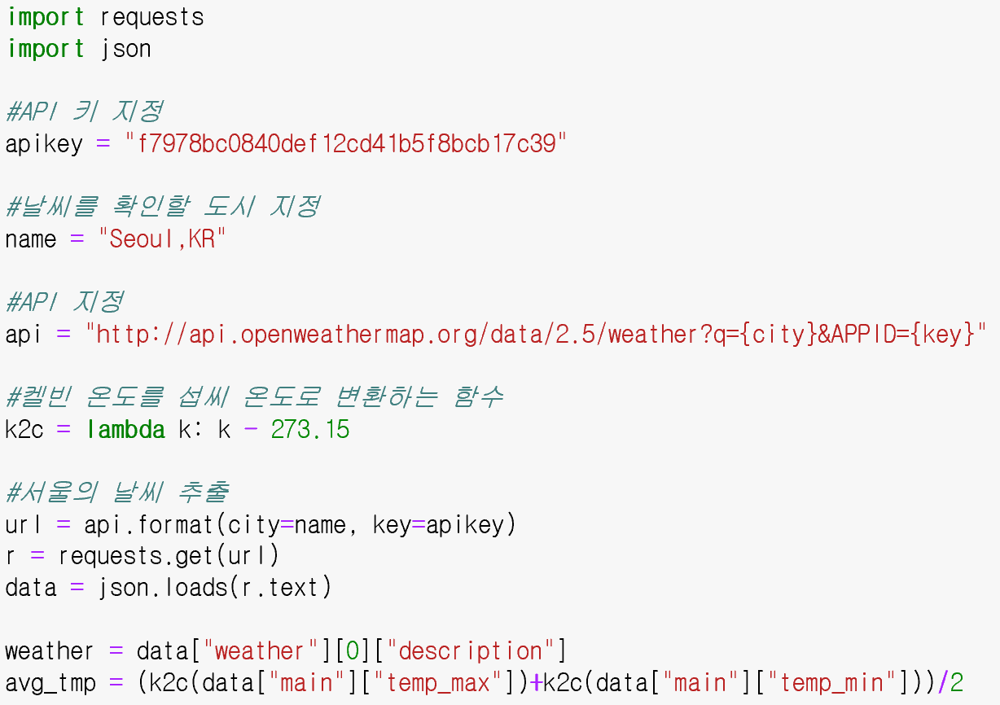 import requests
import json
#API 키 지정
apikey = "f7978bc0840def12cd41b5f8bcb17c39"
#날씨를 확인할 도시 지정
name = "Seoul,KR"
#API 지정
api = "http://api.openweathermap.org/data/2.5/weather?q={city}&APPID={key}"
#켈빈 온도를 섭씨 온도로 변환하는 함수
k2c = lambda k: k - 273.15
#서울의 날씨 추출
url = api.format(city=name, key=apikey)
r = requests.get(url)
data = json.loads(r.text)
weather = data["weather"][0]["description"]
avg_tmp = (k2c(data["main"]["temp_max"])+k2c(data["main"]["temp_min"]))/2